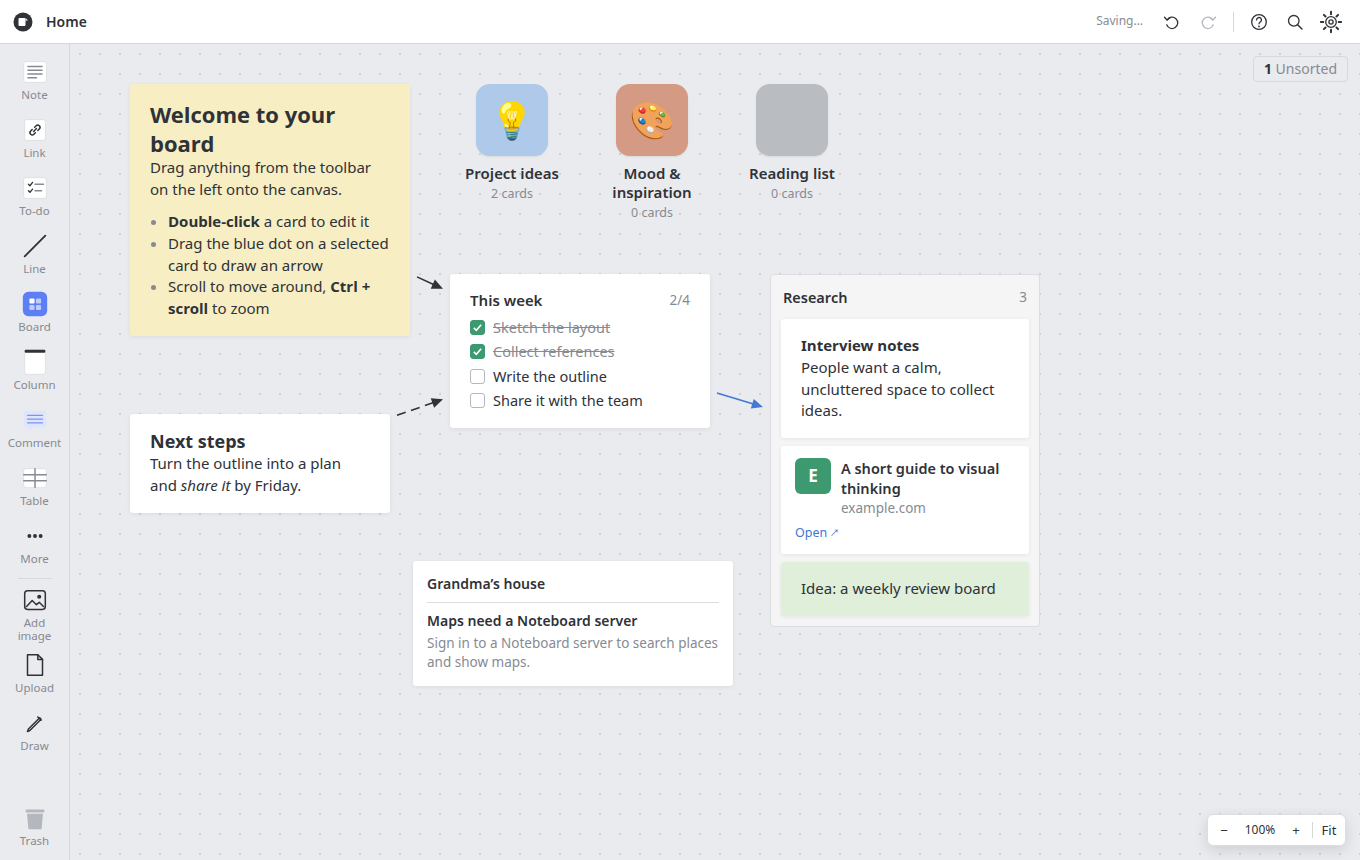 Home
Saving...
1 Unsorted
Note
Link
To-do
Line
Board
Column
Comment
Table
More
Add
image
Upload
Draw
Trash
Welcome to your
board
Drag anything from the toolbar
on the left onto the canvas.
Double-click a card to edit it
Drag the blue dot on a selected
card to draw an arrow
Scroll to move around, Ctrl +
scroll to zoom
Project ideas
2 cards
Mood &
inspiration
0 cards
Reading list
0 cards
This week 2/4
Sketch the layout
Collect references
Write the outline
Share it with the team
Next steps
Turn the outline into a plan
and share it by Friday.
Research 3
Interview notes
People want a calm,
uncluttered space to collect
ideas.
E
A short guide to visual
thinking
example.com
Open ↗
Idea: a weekly review board
Grandma’s house
Maps need a Noteboard server
Sign in to a Noteboard server to search places
and show maps.
− 100% + Fit